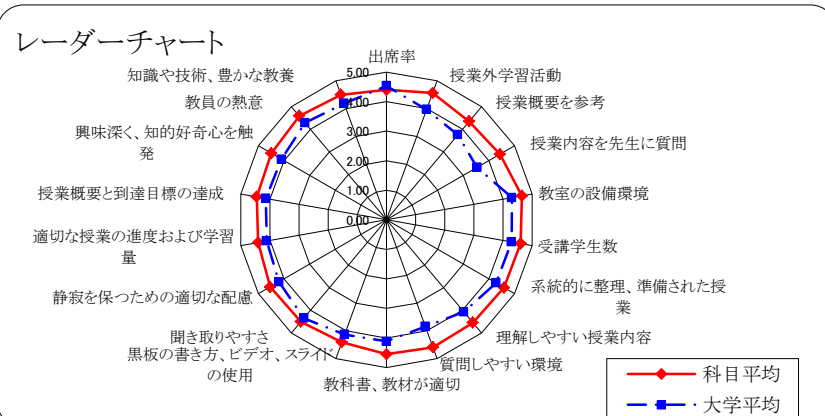 レーダーチャート
出席率
授業外学習活動
授業概要を参考
授業内容を先生に質問
教室の設備環境
受講学生数
系統的に整理、準備された授
業
理解しやすい授業内容
質問しやすい環境
教科書、教材が適切
黒板の書き方、ビデオ、スライド
の使用
聞き取りやすさ
静寂を保つための適切な配慮
適切な授業の進度および学習
量
授業概要と到達目標の達成
興味深く、知的好奇心を触
発
教員の熱意
知識や技術、豊かな教養
5.00
4.00
3.00
2.00
1.00
0.00
科目平均
大学平均